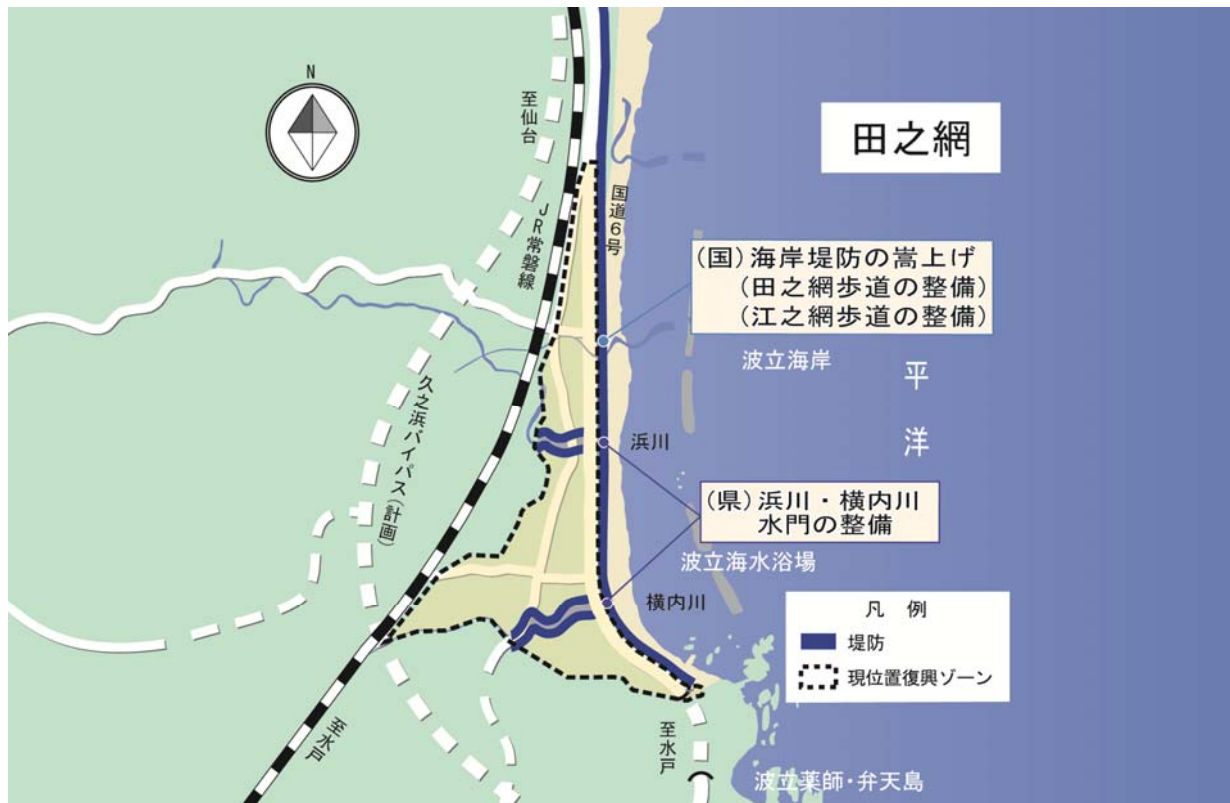 N
田之網
至仙台
JR常磐線
国道6号
(国)海岸堤防の嵩上げ
(田之網歩道の整備)
(江之網歩道の整備)
波立海岸
平
洋
久之浜バイパス(計画)
浜川
(県)浜川・横内川
水門の整備
波立海水浴場
横内川
凡 例
堤防
現位置復興ゾーン
至水戸
至水戸
波立薬師・弁天島